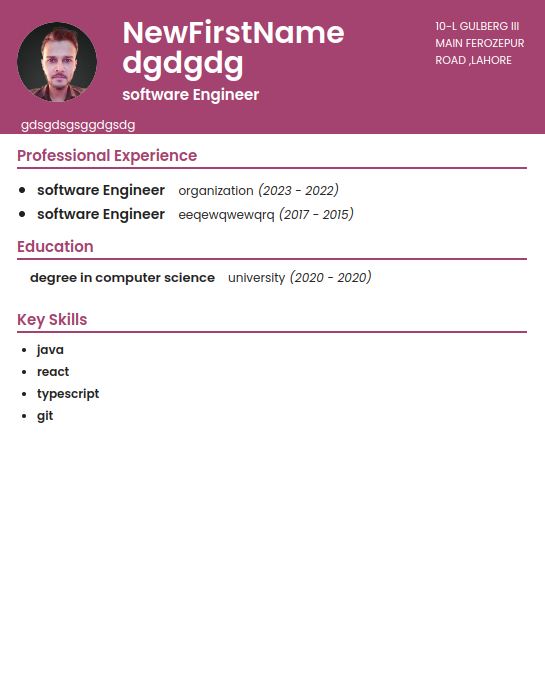 NewFirstName
dgdgdg
software Engineer
10-L GULBERG III
MAIN FEROZEPUR
ROAD ,LAHORE
gdsgdsgsggdgsdg
Professional Experience
software Engineer organization (2023 - 2022)
software Engineer eeqewqwewqrq (2017 - 2015)
Education
degree in computer science university (2020 - 2020)
Key Skills
java
react
typescript
git